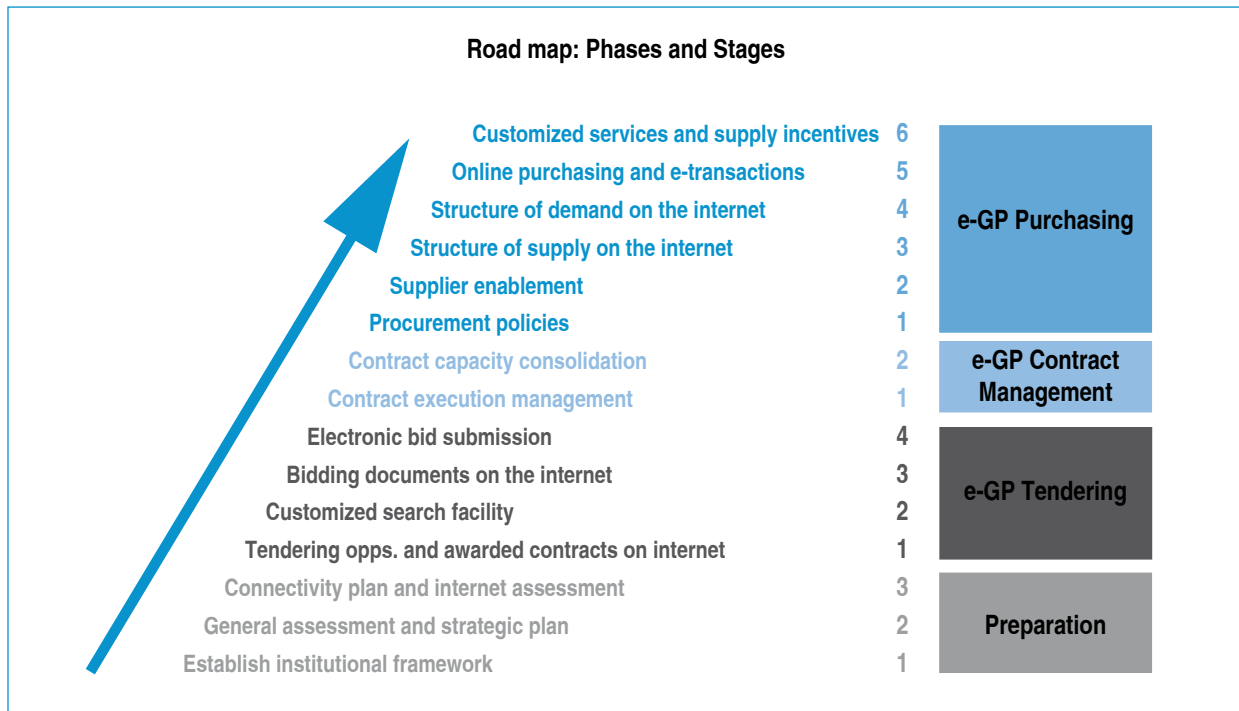 Road map: Phases and Stages
Customized services and supply incentives 6
Online purchasing and e-transactions 5
Structure of demand on the internet 4
Structure of supply on the internet 3
Supplier enablement 2
Procurement policies 1
e-GP Purchasing
Contract capacity consolidation 2
Contract execution management 1
e-GP Contract
Management
Electronic bid submission 4
Bidding documents on the internet 3
Customized search facility 2
Tendering opps. and awarded contracts on internet 1
e-GP Tendering
Connectivity plan and internet assessment 3
General assessment and strategic plan 2
Establish institutional framework 1
Preparation